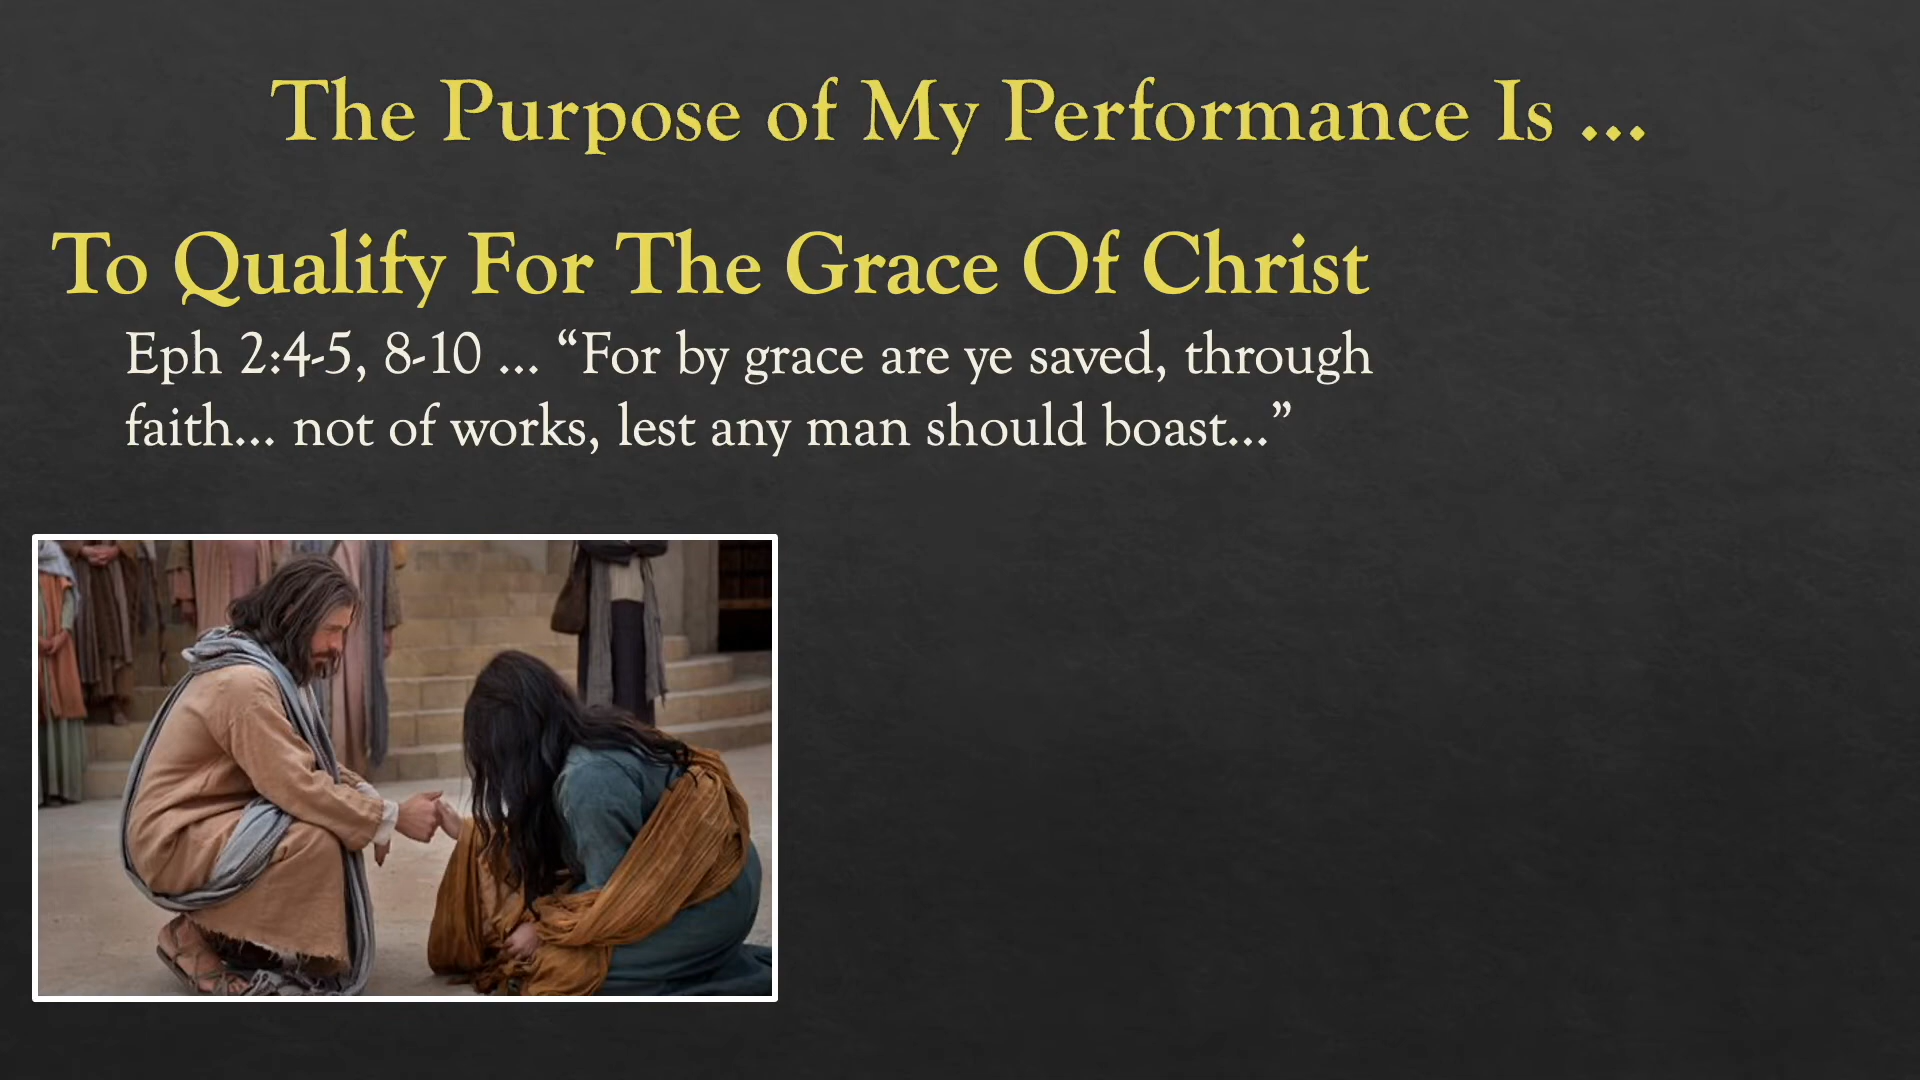 The Purpose of My Performance Is ...
To Qualify For The Grace Of Christ
Eph 2:4-5, 8-10 ... “For by grace are ye saved, through
faith... not of works, lest any man should boast...”